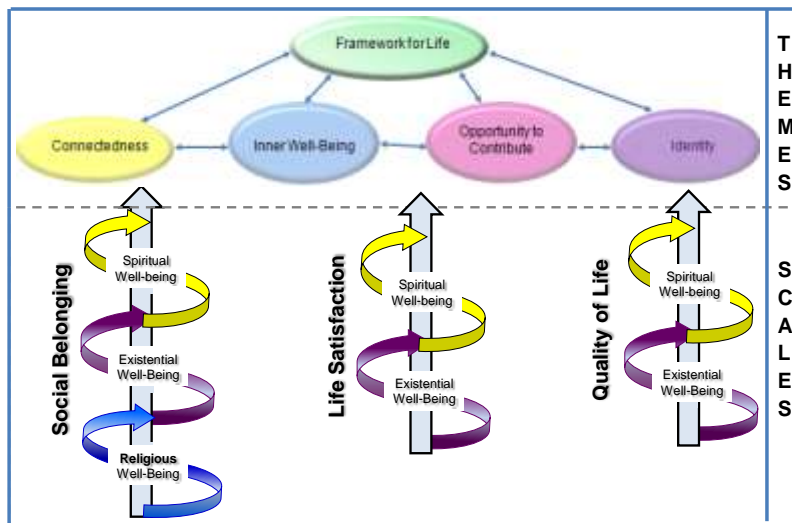 Framework for Life
Connectedness
Inner Well-Being
Opportunity to
Contribute
Identity
THEMES
Social Belonging
Spiritual
Well-being
Existential
Well-Being
Religious
Well-Being
Life Satisfaction
Spiritual
Well-being
Existential
Well-Being
Quality of Life
Spiritual
Well-being
Existential
Well-Being
SCALES